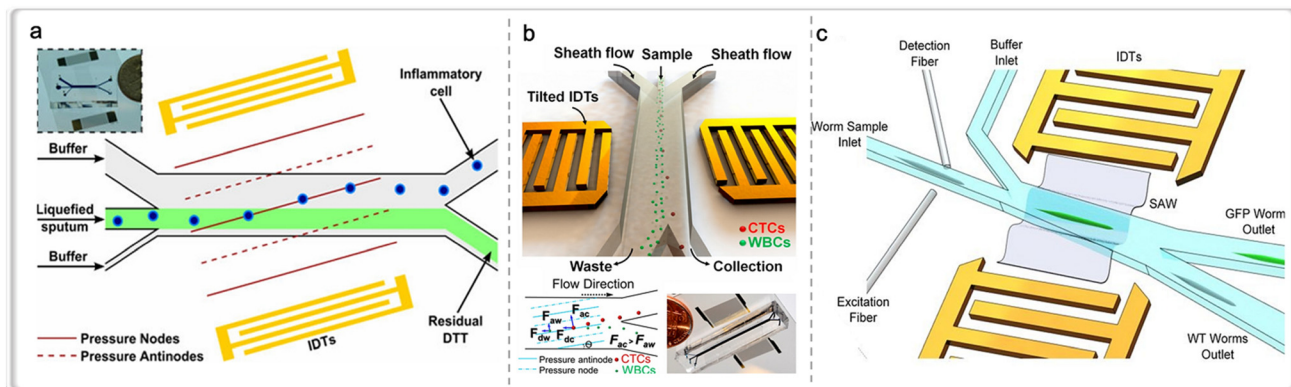 a
Inflammatory
cell
Buffer
Liquefied
sputum
Buffer
Residual
DTT
IDTs
Pressure Nodes
Pressure Antinodes
b
Sheath flow
Sample
Sheath flow
Tilted IDTs
CTCs
WBCs
Waste
Collection
Flow Direction
Faw
Fac
Fdw
Fdc
Θ
Fac>Faw
Pressure antinode
CTCs
Pressure node
WBCs
c
Detection
Fiber
Buffer
Inlet
IDTs
Worm Sample
Inlet
SAW
GFP Worm
Outlet
Excitation
Fiber
WT Worms
Outlet